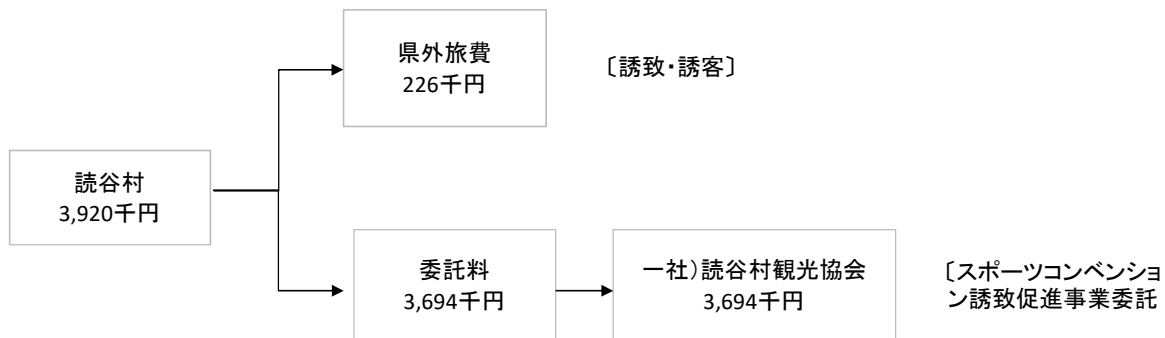 県外旅費
226千円
〔誘致・誘客〕
読谷村
3,920千円
委託料
3,694千円
一社)読谷村観光協会
3,694千円
〔スポーツコンベンショ
ン誘致促進事業委託